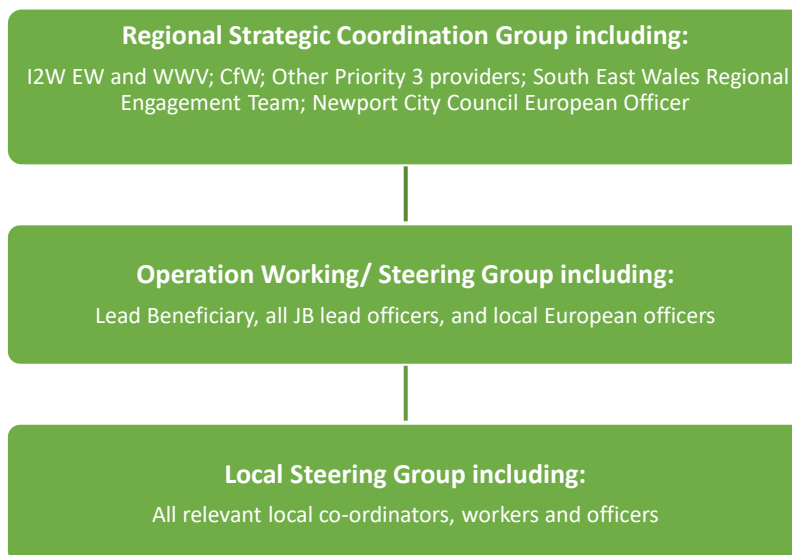 Regional Strategic Coordination Group including:
I2W EW and WWV; CfW; Other Priority 3 providers; South East Wales Regional
Engagement Team; Newport City Council European Officer
Operation Working/ Steering Group including:
Lead Beneficiary, all JB lead officers, and local European officers
Local Steering Group including:
All relevant local co-ordinators, workers and officers